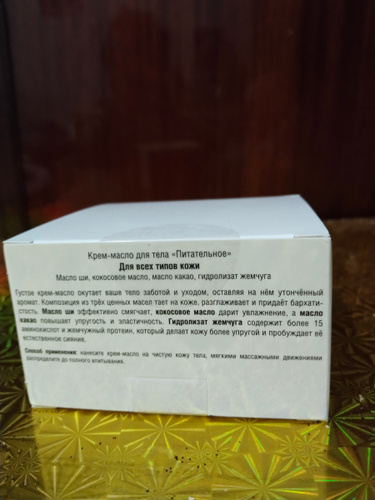 Крем-масло для тела «Питательное»
Для всех типов кожи
Масло ши, кокосовое масло, масло какао, гидролизат жемчуга
Густое крем-масло окутает ваше тело заботой и уходом, оставляя на нём утончённый
аромат. Композиция из трёх ценных масел тает на коже, разглаживает и придаёт бархати-
стость. Масло ши эффективно смягчает, кокосовое масло дарит увлажнение, а масло
какао повышает упругость и эластичность. Гидролизат жемчуга содержит более 15
аминокислот и жемчужный протеин, который делает кожу более упругой и пробуждает её
естественное сияние.
Способ применения: нанесите крем-масло на чистую кожу тела, мягкими массажными движениями
распределите до полного впитывания.